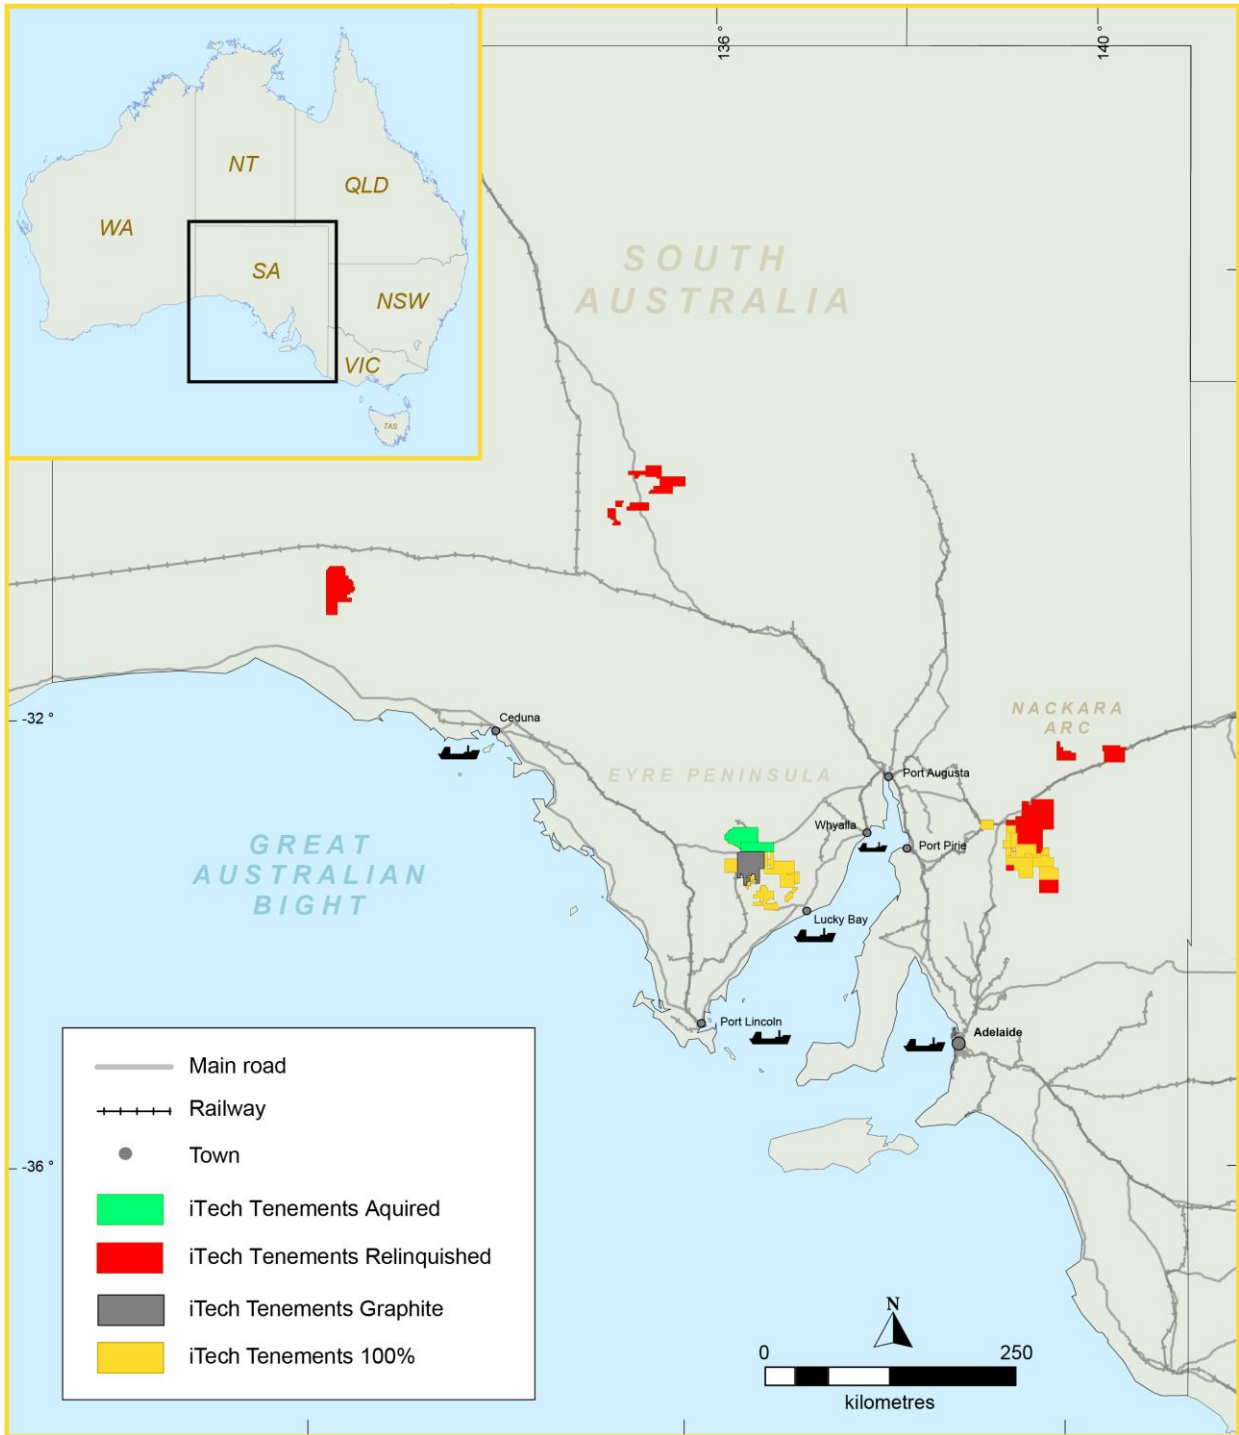 136 °
140 °
NT
QLD
WA
SA
NSW
VIC
TAS
SOUTH
AUSTRALIA
-32 °
Ceduna
NACKARA
ARC
EYRE PENINSULA
Port Augusta
Whyalla
Port Pirie
GREAT
AUSTRALIAN
BIGHT
Lucky Bay
Port Lincoln
Adelaide
-36 °
Main road
Railway
Town
iTech Tenements Aquired
iTech Tenements Relinquished
iTech Tenements Graphite
iTech Tenements 100%
N
0 250
kilometres